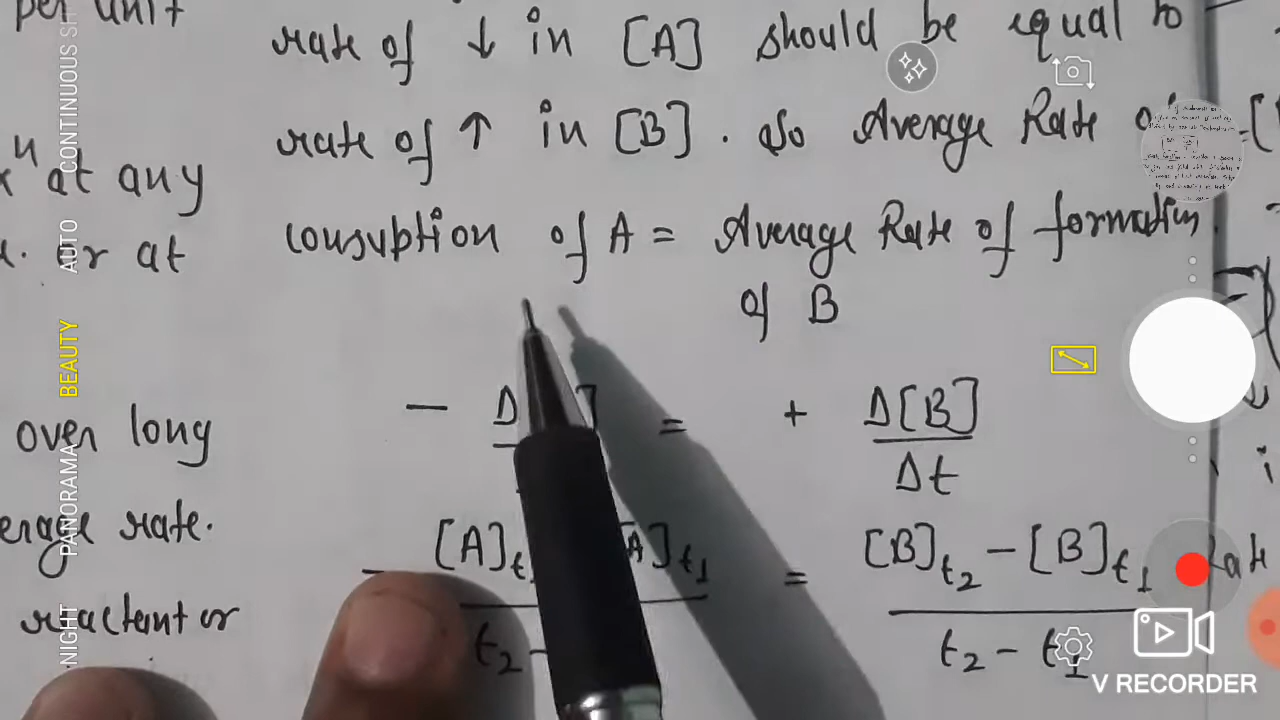 per unit
rate of ↓ in [A] should be equal to
rate of ↑ in [B]. So Average Rate of
at any
consuption of A = Average Rate of formation
or at
of B
over long
− Δ = + Δ[B]
Δt
erage rate.
[A]t [A]t1 = [B]t2 − [B]t1
reactant or
t2 − t2 − t1
NIGHT PANORAMA BEAUTY AUTO CONTINUOUS SH
V RECORDER